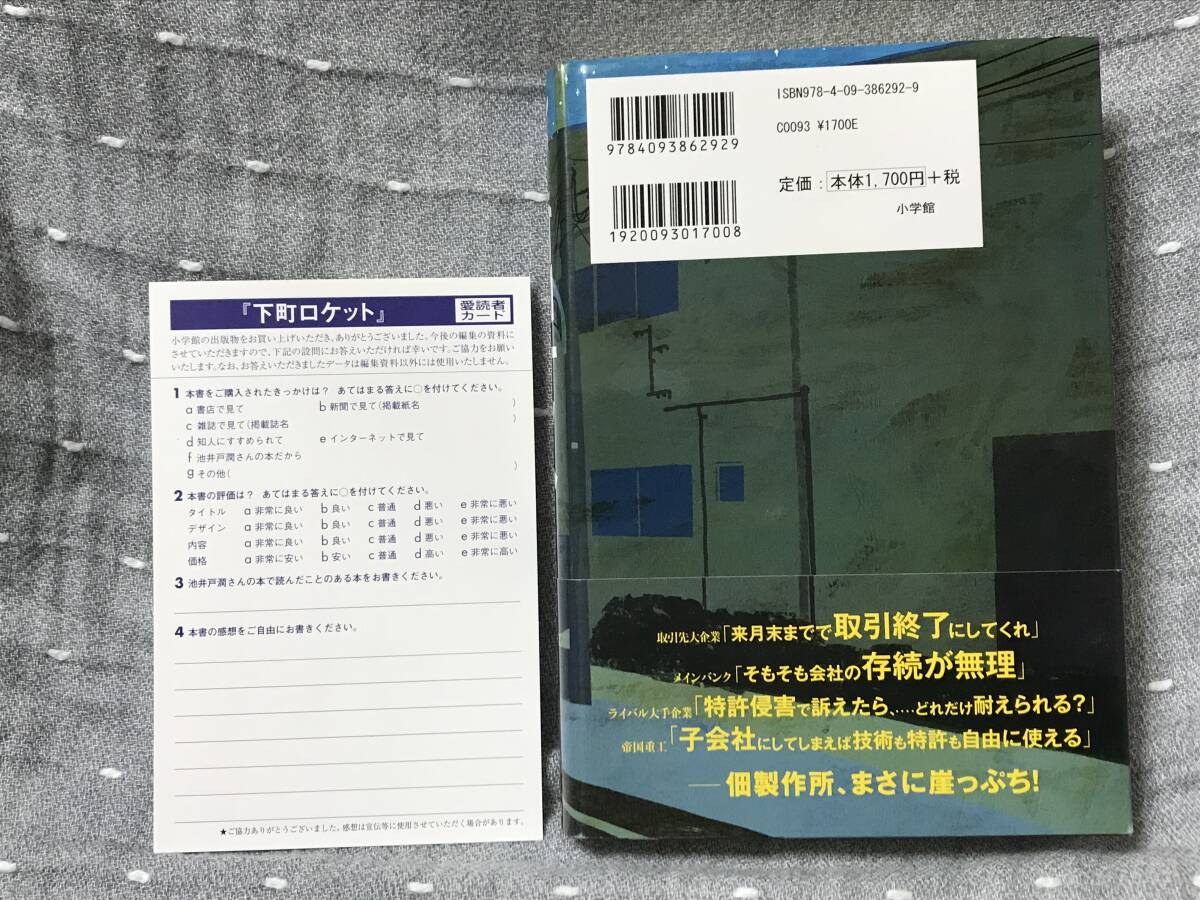 『下町ロケット』
愛読者
カード
小学館の出版物をお買い上げいただき、ありがとうございました。今後の編集の資料に
させていただきますので、下記の設問にお答えいただければ幸いです。ご協力をお願い
いたします。なお、お答えいただきましたデータは編集資料以外には使用いたしません。
1 本書をご購入されたきっかけは? あてはまる答えに○を付けてください。
a 書店で見て b 新聞で見て(掲載紙名 )
c 雑誌で見て(掲載誌名 )
d 知人にすすめられて e インターネットで見て
f 池井戸潤さんの本だから
g その他( )
2 本書の評価は? あてはまる答えに○を付けてください。
タイトル a 非常に良い b 良い c 普通 d 悪い e 非常に悪い
デザイン a 非常に良い b 良い c 普通 d 悪い e 非常に悪い
内容 a 非常に良い b 良い c 普通 d 悪い e 非常に悪い
価格 a 非常に安い b 安い c 普通 d 高い e 非常に高い
3 池井戸潤さんの本で読んだことのある本をお書きください。
4 本書の感想をご自由にお書きください。
★ご協力ありがとうございました。感想は宣伝等に使用させていただく場合があります。
9784093862929
1920093017008
ISBN978-4-09-386292-9
C0093 ¥1700E
定価:本体1,700円+税
小学館
取引先大企業「来月末までで取引終了にしてくれ」
メインバンク「そもそも会社の存続が無理」
ライバル大手企業「特許侵害で訴えたら、‥‥どれだけ耐えられる?」
帝国重工「子会社にしてしまえば技術も特許も自由に使える」
――佃製作所、まさに崖っぷち!